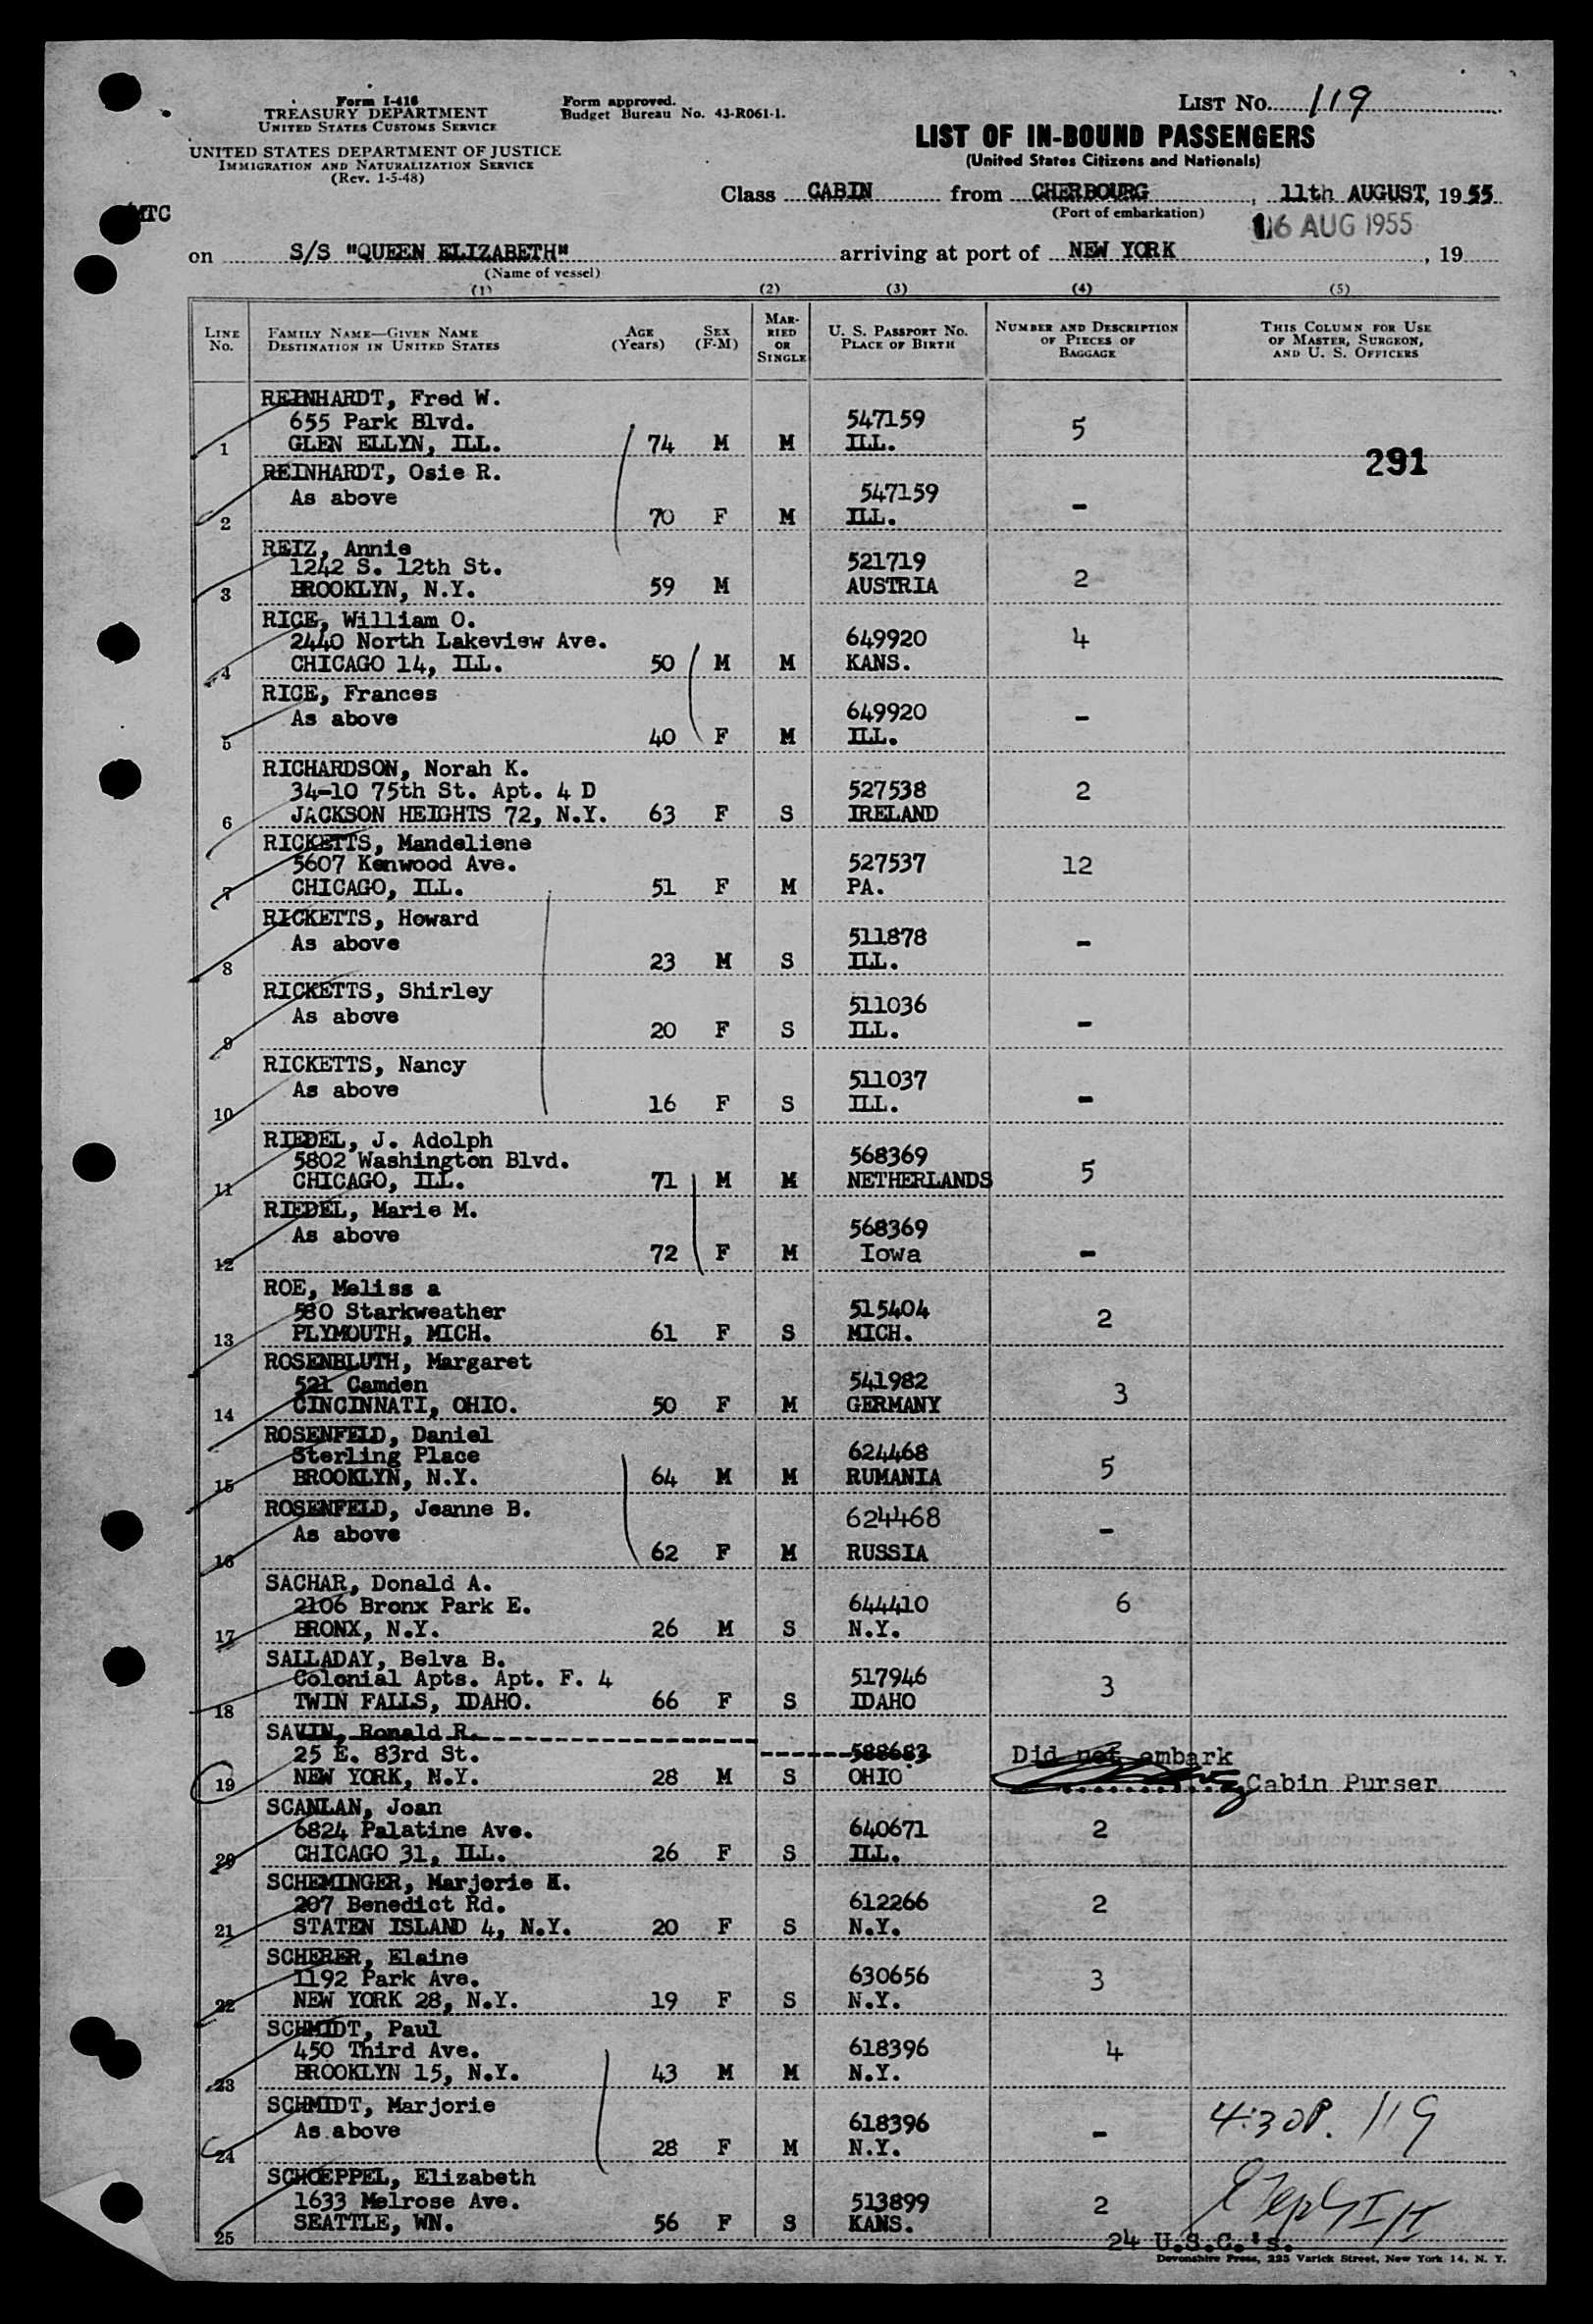 Form I-416
TREASURY DEPARTMENT
UNITED STATES CUSTOMS SERVICE
UNITED STATES DEPARTMENT OF JUSTICE
IMMIGRATION AND NATURALIZATION SERVICE
(Rev. 1-5-48)
Form approved.
Budget Bureau No. 43-R061-1.
LIST No. 119
LIST OF IN-BOUND PASSENGERS
(United States Citizens and Nationals)
Class CABIN from CHERBOURG, 11th AUGUST, 1955
(Port of embarkation)
MTC
16 AUG 1955
on S/S "QUEEN ELIZABETH" arriving at port of NEW YORK, 19
(Name of vessel)
(1) (2) (3) (4) (5)
LINE No. FAMILY NAME—GIVEN NAME DESTINATION IN UNITED STATES AGE (Years) SEX (F-M) MARRIED OR SINGLE U. S. PASSPORT No. PLACE OF BIRTH NUMBER AND DESCRIPTION OF PIECES OF BAGGAGE THIS COLUMN FOR USE OF MASTER, SURGEON, AND U. S. OFFICERS
REINHARDT, Fred W.
655 Park Blvd. 547159 5
1 GLEN ELLYN, ILL. 74 M M ILL.
291
REINHARDT, Osie R.
As above 547159 -
2 70 F M ILL.
REIZ, Annie
1242 S. 12th St. 521719 2
3 BROOKLYN, N.Y. 59 M AUSTRIA
RICE, William O.
2440 North Lakeview Ave. 649920 4
4 CHICAGO 14, ILL. 50 M M KANS.
RICE, Frances
As above 649920 -
5 40 F M ILL.
RICHARDSON, Norah K.
34-10 75th St. Apt. 4 D 527538 2
6 JACKSON HEIGHTS 72, N.Y. 63 F S IRELAND
RICKETTS, Mandeliene
5607 Kenwood Ave. 527537 12
7 CHICAGO, ILL. 51 F M PA.
RICKETTS, Howard
As above 511878 -
8 23 M S ILL.
RICKETTS, Shirley
As above 511036 -
9 20 F S ILL.
RICKETTS, Nancy
As above 511037 -
10 16 F S ILL.
RIEDEL, J. Adolph
5802 Washington Blvd. 568369 5
11 CHICAGO, ILL. 71 M M NETHERLANDS
RIEDEL, Marie M.
As above 568369
12 72 F M Iowa -
ROE, Meliss a
580 Starkweather 515404 2
13 PLYMOUTH, MICH. 61 F S MICH.
ROSENBLUTH, Margaret
521 Camden 541982 3
14 CINCINNATI, OHIO. 50 F M GERMANY
ROSENFELD, Daniel
Sterling Place 624468 5
15 BROOKLYN, N.Y. 64 M M RUMANIA
ROSENFELD, Jeanne B. 624468
As above -
16 62 F M RUSSIA
SACHAR, Donald A.
2106 Bronx Park E. 644410 6
17 BRONX, N.Y. 26 M S N.Y.
SALLADAY, Belva B.
Colonial Apts. Apt. F. 4 517946 3
18 TWIN FALLS, IDAHO. 66 F S IDAHO
SAVIN, Ronald R.
25 E. 83rd St. 588683 Did not embark
19 NEW YORK, N.Y. 28 M S OHIO Cabin Purser
SCANLAN, Joan
6824 Palatine Ave. 640671 2
20 CHICAGO 31, ILL. 26 F S ILL.
SCHEMINGER, Marjorie H.
207 Benedict Rd. 612266 2
21 STATEN ISLAND 4, N.Y. 20 F S N.Y.
SCHERER, Elaine
1192 Park Ave. 630656 3
22 NEW YORK 28, N.Y. 19 F S N.Y.
SCHMIDT, Paul
450 Third Ave. 618396 4
23 BROOKLYN 15, N.Y. 43 M M N.Y.
SCHMIDT, Marjorie
As above 618396 - 4:30P. 119
24 28 F M N.Y.
SCHOEPPEL, Elizabeth
1633 Melrose Ave. 513899 2
25 SEATTLE, WN. 56 F S KANS.
24 U.S.C.'s.
Devonshire Press, 225 Varick Street, New York 14, N. Y.